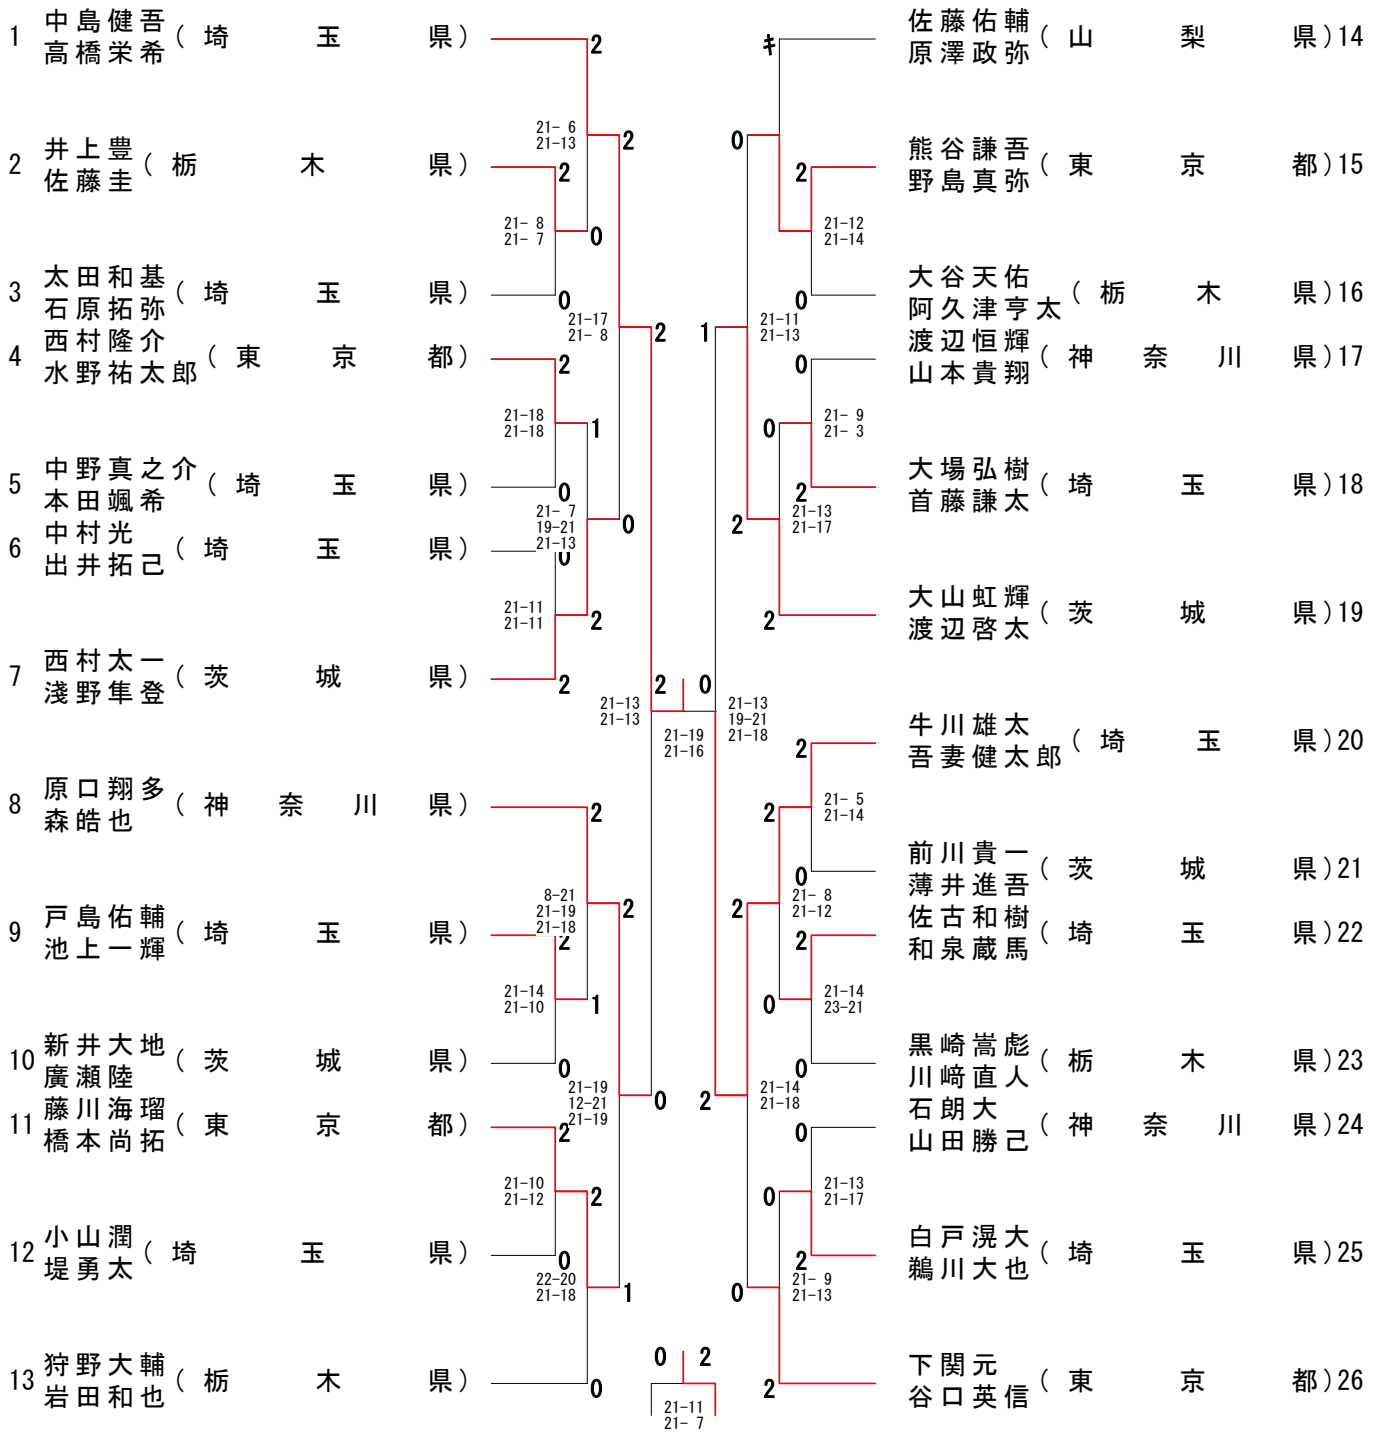 1 中島健吾
高橋栄希 (埼玉県) 2
21- 6
21-13
2
2 井上豊
佐藤圭 (栃木県) 2
21- 8
21- 7
0
3 太田和基
石原拓弥 (埼玉県) 0
21-17
21- 8
2
4 西村隆介
水野祐太郎 (東京都) 2
21-18
21-18
1
5 中野真之介
本田颯希 (埼玉県) 0
21- 7
19-21
21-13
0
6 中村光
出井拓己 (埼玉県) 0
21-11
21-11
2
7 西村太一
淺野隼登 (茨城県) 2
21-13
21-13
2 0
21-19
21-16
8 原口翔多
森皓也 (神奈川県) 2
8-21
21-19
21-18
2
9 戸島佑輔
池上一輝 (埼玉県) 2
21-14
21-10
1
10 新井大地
廣瀬陸 (茨城県) 0
21-19
12-21
21-19
0
11 藤川海瑠
橋本尚拓 (東京都) 2
21-10
21-12
2
12 小山潤
堤勇太 (埼玉県) 0
22-20
21-18
1
13 狩野大輔
岩田和也 (栃木県) 0
0 2
21-11
21- 7
キ 佐藤佑輔
原澤政弥 (山梨県) 14
0
2 熊谷謙吾
野島真弥 (東京都) 15
21-12
21-14
0 大谷天佑
阿久津亨太 (栃木県) 16
1
21-11
21-13
0 渡辺恒輝
山本貴翔 (神奈川県) 17
0
21- 9
21- 3
2 大場弘樹
首藤謙太 (埼玉県) 18
2
21-13
21-17
2 大山虹輝
渡辺啓太 (茨城県) 19
21-13
19-21
21-18
2 牛川雄太
吾妻健太郎 (埼玉県) 20
2
21- 5
21-14
0 前川貴一
薄井進吾 (茨城県) 21
2
21- 8
21-12
2 佐古和樹
和泉蔵馬 (埼玉県) 22
0
21-14
23-21
0 黒崎嵩彪
川﨑直人 (栃木県) 23
2
21-14
21-18
0 石朗大
山田勝己 (神奈川県) 24
0
21-13
21-17
2 白戸滉大
鵜川大也 (埼玉県) 25
0
21- 9
21-13
2 下関元
谷口英信 (東京都) 26